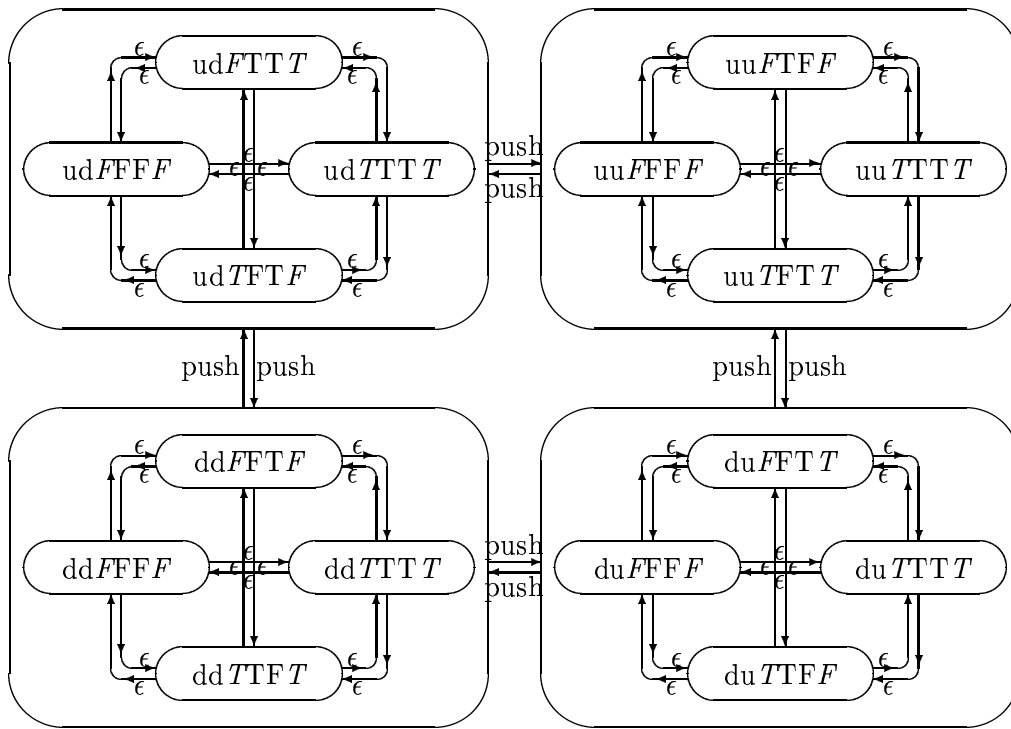 ϵ ϵ ϵ ϵ
udFTTT uuFTFF
ϵ ϵ ϵ ϵ
push
ϵ ϵ
udFFFF ϵ ϵ udTTTT uuFFFF ϵ ϵ uuTTTT
ϵ ϵ
push
ϵ ϵ ϵ ϵ
udTFTF uuTFTT
ϵ ϵ ϵ ϵ
push push push push
ϵ ϵ ϵ ϵ
ddFFTF duFFTT
ϵ ϵ ϵ ϵ
push
ϵ ϵ
ddFFFF ϵ ϵ ddTTTT duFFFF ϵ ϵ duTTTT
ϵ ϵ
push
ϵ ϵ ϵ ϵ
ddTTFT duTTFF
ϵ ϵ ϵ ϵ